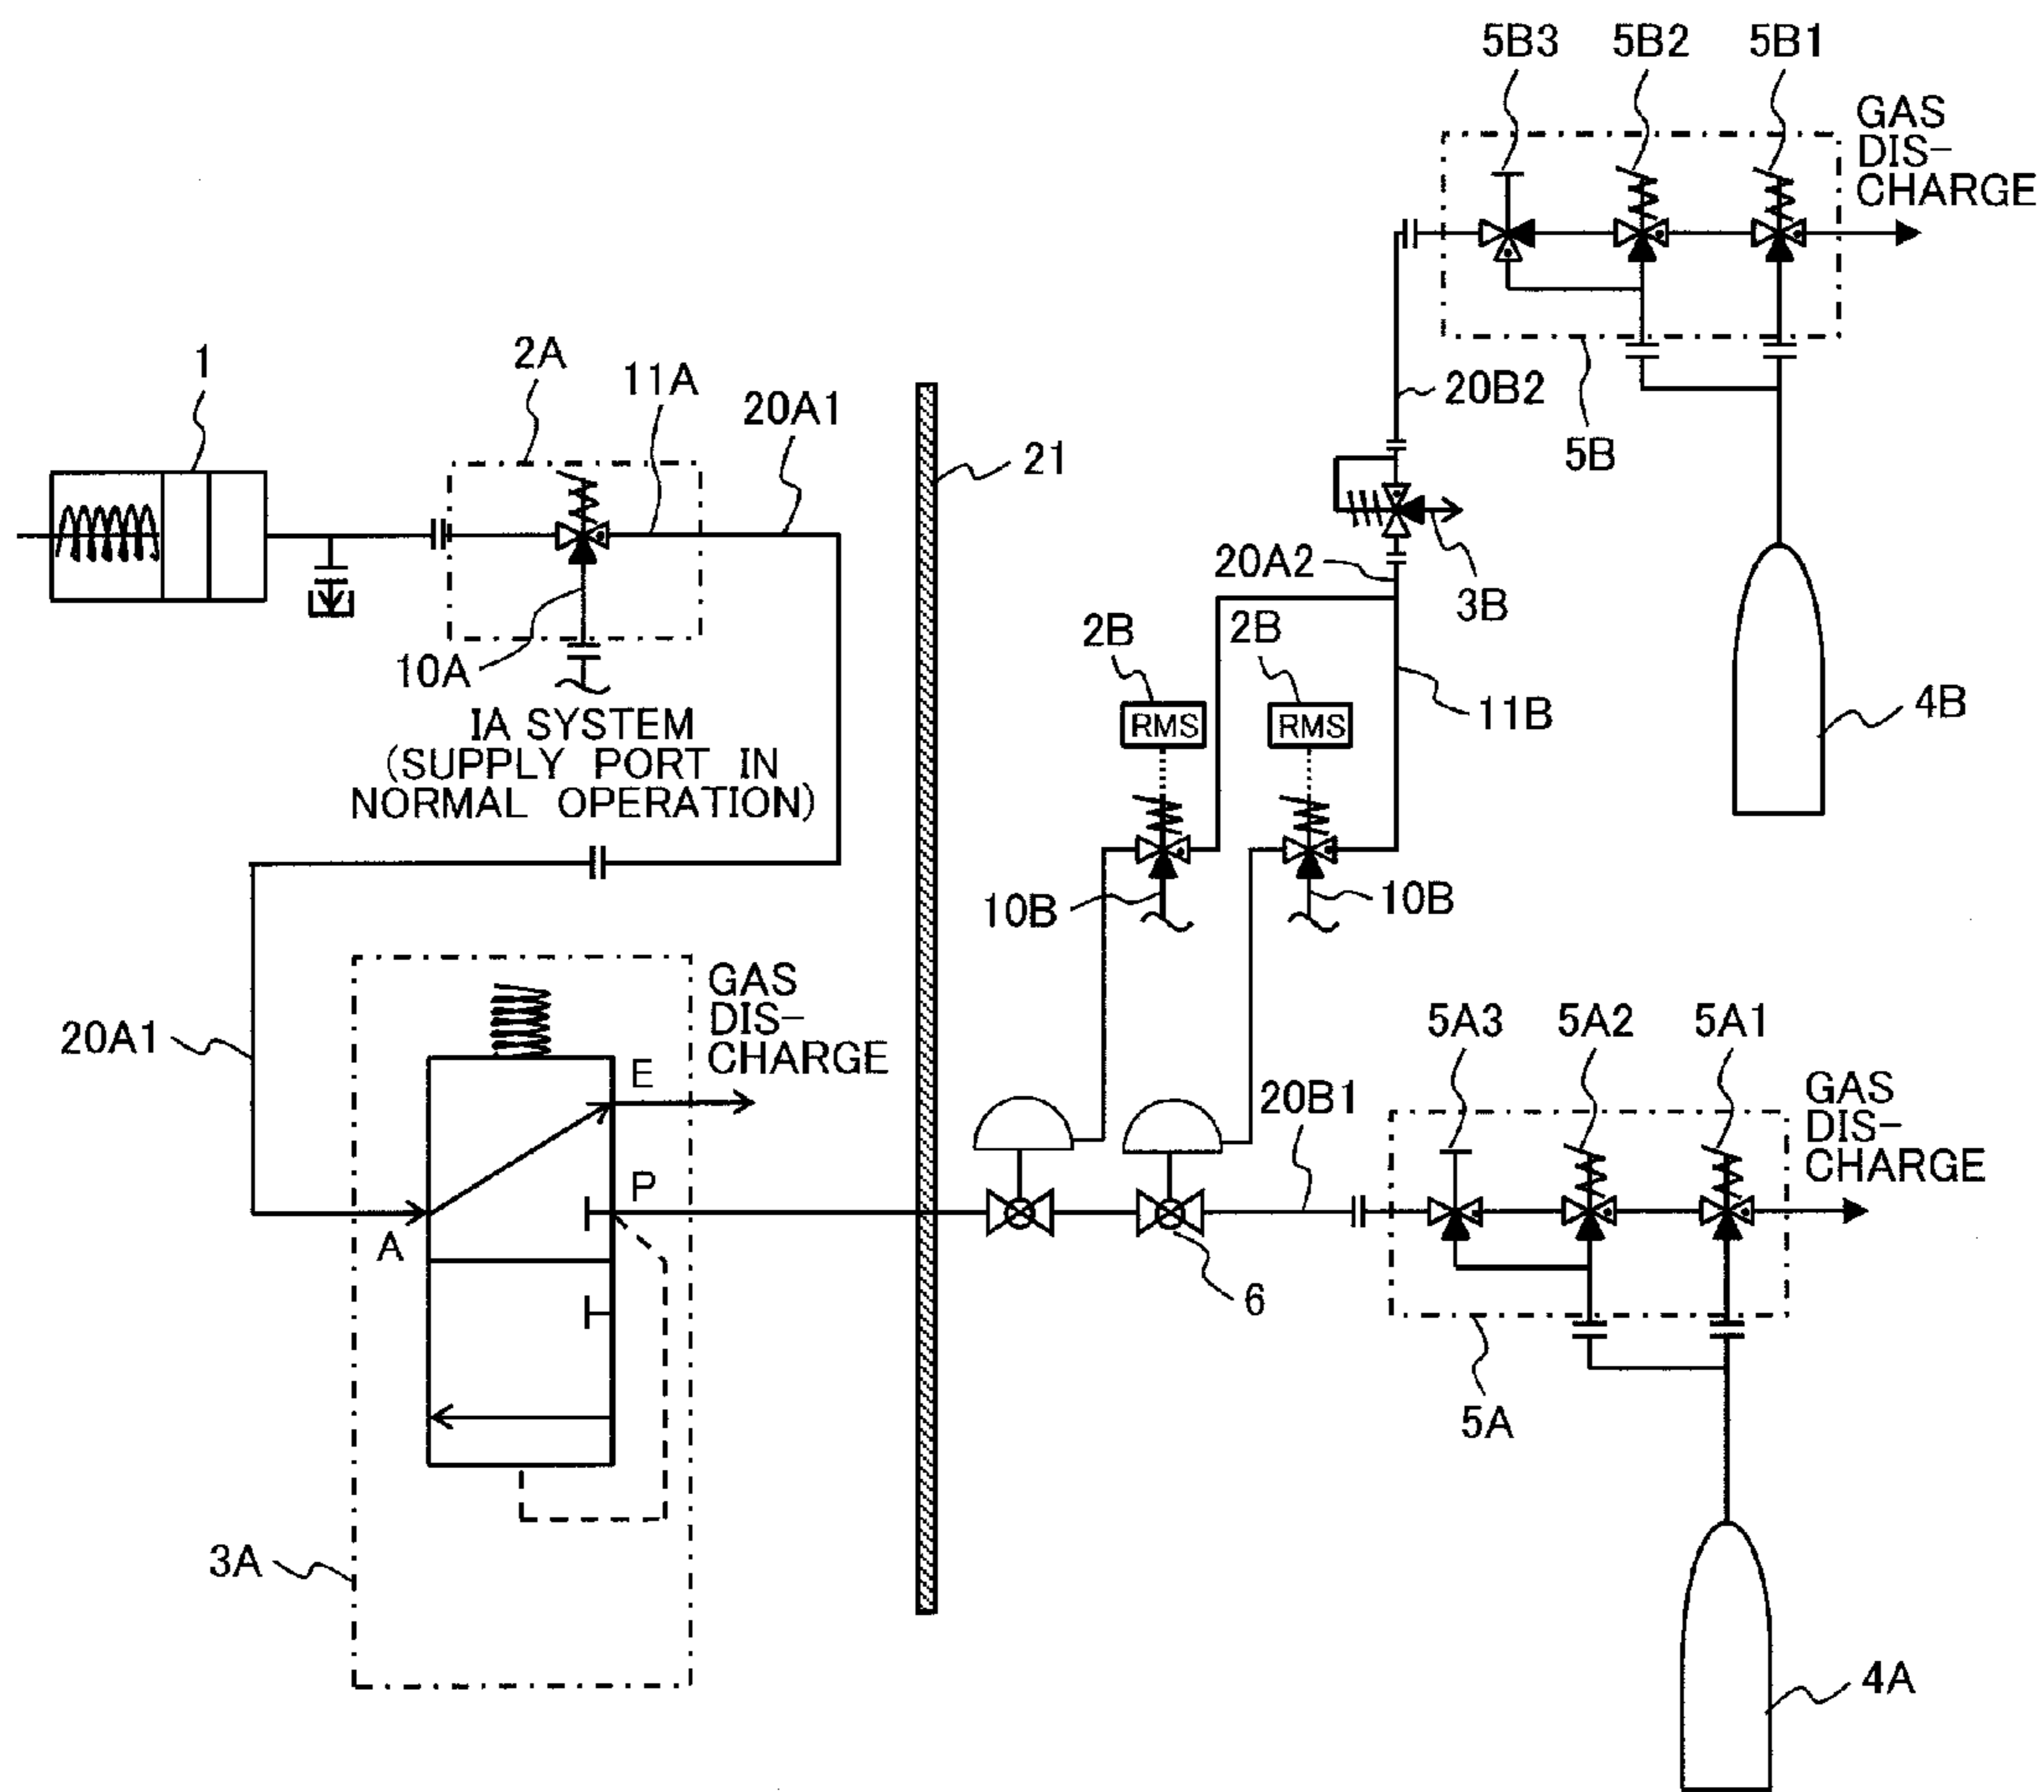 5B3
5B2
5B1
GAS
DIS-
CHARGE
1
2A
11A
20A1
21
20B2
5B
20A2
3B
10A
2B
2B
11B
4B
IA SYSTEM
(SUPPLY PORT IN
NORMAL OPERATION)
RMS
RMS
10B
10B
20A1
GAS
DIS-
CHARGE
E
P
A
20B1
5A3
5A2
5A1
GAS
DIS-
CHARGE
6
5A
3A
4A